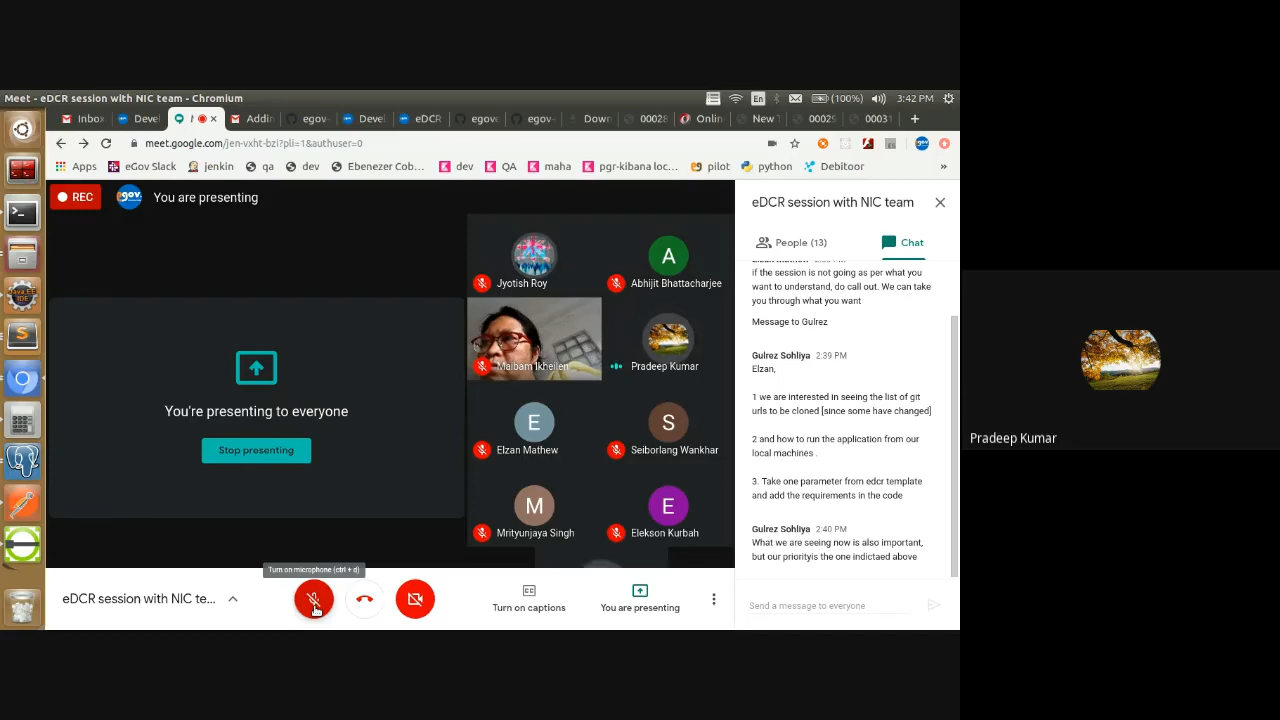 Meet - eDCR session with NIC team - Chromium
En
(100%)
3:42 PM
Inbox
Devel
Addin
egov-
Devel
eDCR
egove
egov-
Down
00028
Onlin
New T
00029
00031
meet.google.com/jen-vxht-bzi?pli=1&authuser=0
Apps
eGov Slack
jenkin
qa
dev
Ebenezer Cob...
dev
QA
maha
pgr-kibana loc...
pilot
python
Debitoor
»
REC
egov
You are presenting
You're presenting to everyone
Stop presenting
Jyotish Roy
A
Abhijit Bhattacharjee
Maibam Ikheilen
Pradeep Kumar
E
Elzan Mathew
S
Seiborlang Wankhar
M
Mrityunjaya Singh
E
Elekson Kurbah
Turn on microphone (ctrl + d)
eDCR session with NIC te...
CC
Turn on captions
You are presenting
eDCR session with NIC team
People (13)
Chat
if the session is not going as per what you
want to understand, do call out. We can take
you through what you want
Message to Gulrez
Gulrez Sohliya 2:39 PM
Elzan,
1 we are interested in seeing the list of git
urls to be cloned [since some have changed]
2 and how to run the application from our
local machines .
3. Take one parameter from edcr template
and add the requirements in the code
Gulrez Sohliya 2:40 PM
What we are seeing now is also important,
but our priorityis the one indictaed above
Send a message to everyone
Pradeep Kumar